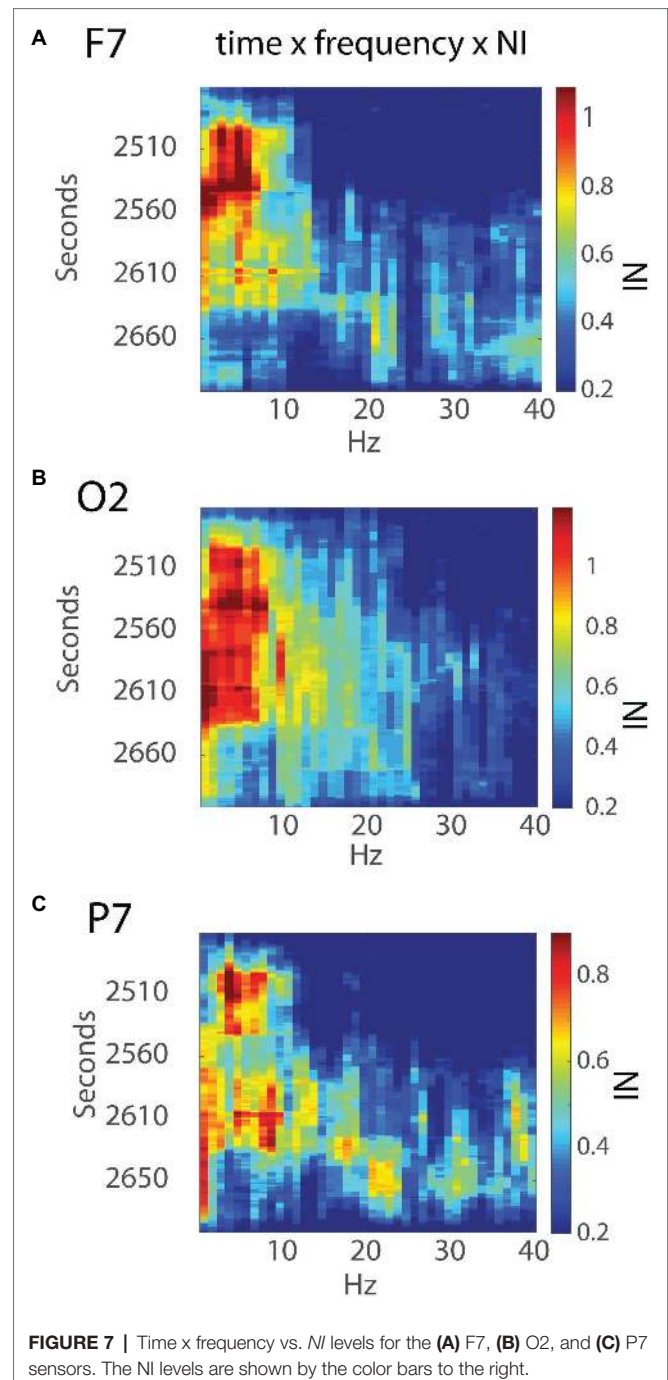 A F7 time x frequency x NI
1
2510
0.8
2560
Seconds
0.6
NI
2610
0.4
2660
0.2
10 20 30 40
Hz
B O2
2510
1
Seconds
2560
0.8
NI
2610
0.6
2660
0.4
0.2
10 20 30 40
Hz
C P7
0.8
2510
Seconds
2560
0.6
NI
2610
0.4
2650
0.2
10 20 30 40
Hz
FIGURE 7 | Time x frequency vs. NI levels for the (A) F7, (B) O2, and (C) P7
sensors. The NI levels are shown by the color bars to the right.